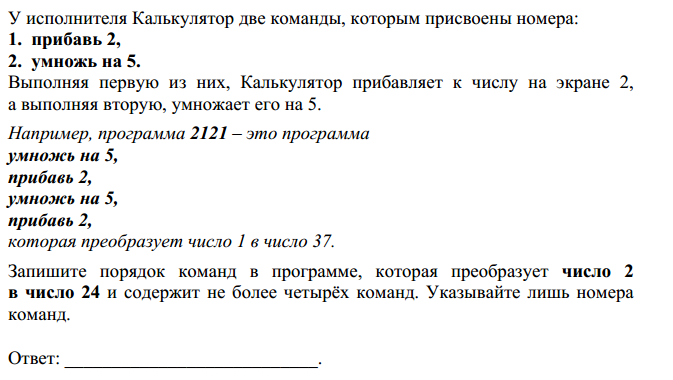 У исполнителя Калькулятор две команды, которым присвоены номера:
1. прибавь 2,
2. умножь на 5.
Выполняя первую из них, Калькулятор прибавляет к числу на экране 2,
а выполняя вторую, умножает его на 5.
Например, программа 2121 – это программа
умножь на 5,
прибавь 2,
умножь на 5,
прибавь 2,
которая преобразует число 1 в число 37.
Запишите порядок команд в программе, которая преобразует число 2
в число 24 и содержит не более четырёх команд. Указывайте лишь номера
команд.
Ответ: ___________________________.